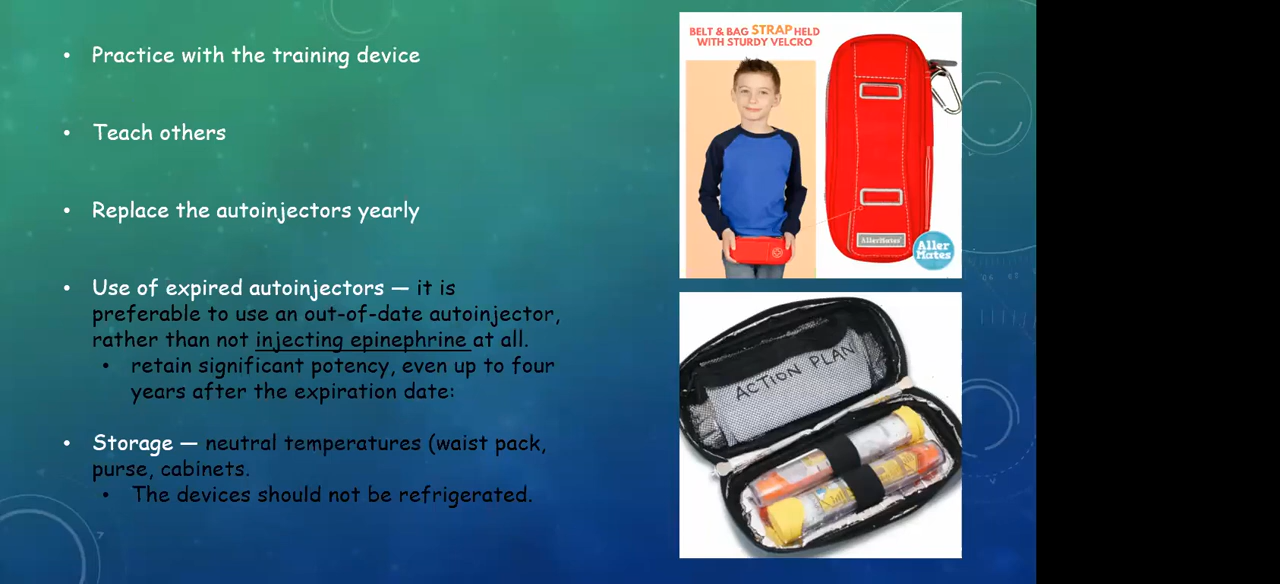 • Practice with the training device
• Teach others
• Replace the autoinjectors yearly
• Use of expired autoinjectors — it is
preferable to use an out-of-date autoinjector,
rather than not injecting epinephrine at all.
• retain significant potency, even up to four
years after the expiration date:
• Storage — neutral temperatures (waist pack,
purse, cabinets.
• The devices should not be refrigerated.
BELT & BAG STRAP HELD
WITH STURDY VELCRO
AllerMates
Aller
Mates
ACTION PLAN